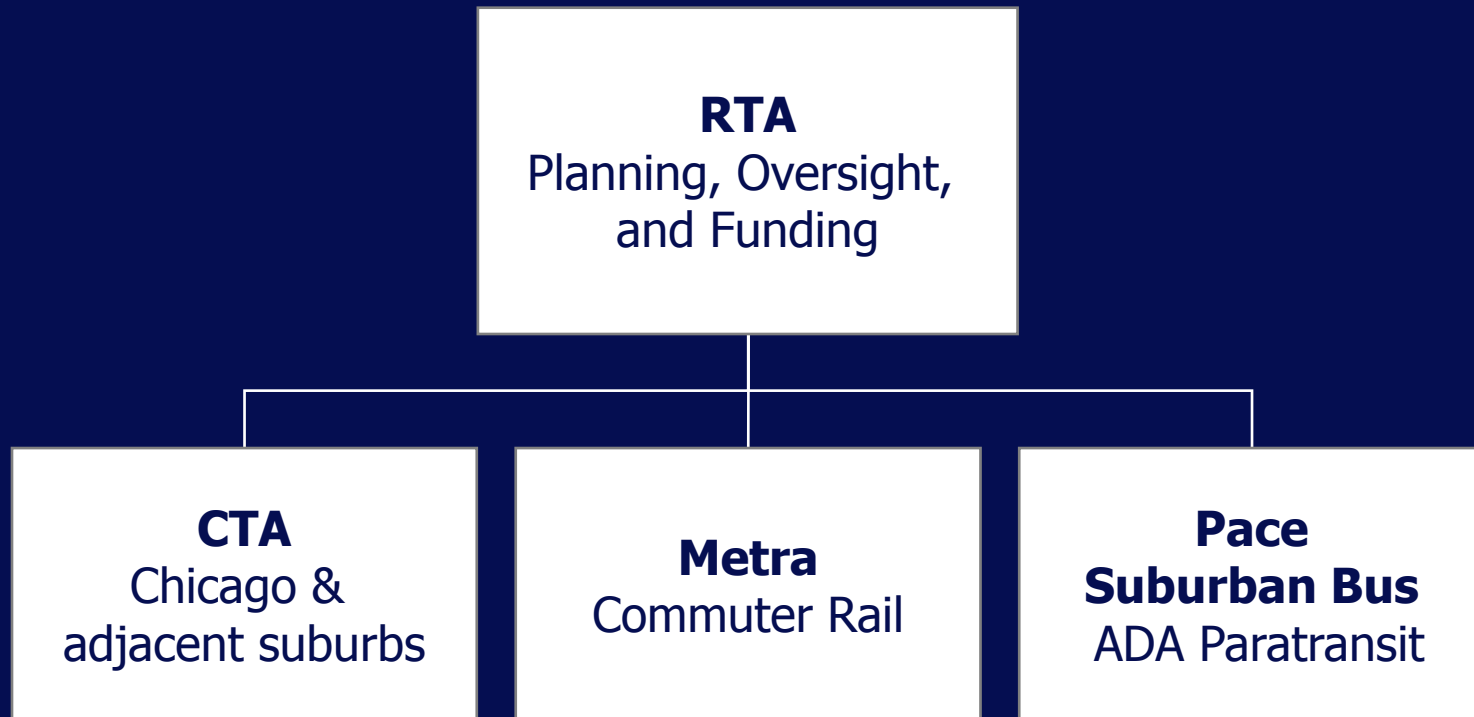 RTA
Planning, Oversight,
and Funding
CTA
Chicago &
adjacent suburbs
Metra
Commuter Rail
Pace
Suburban Bus
ADA Paratransit